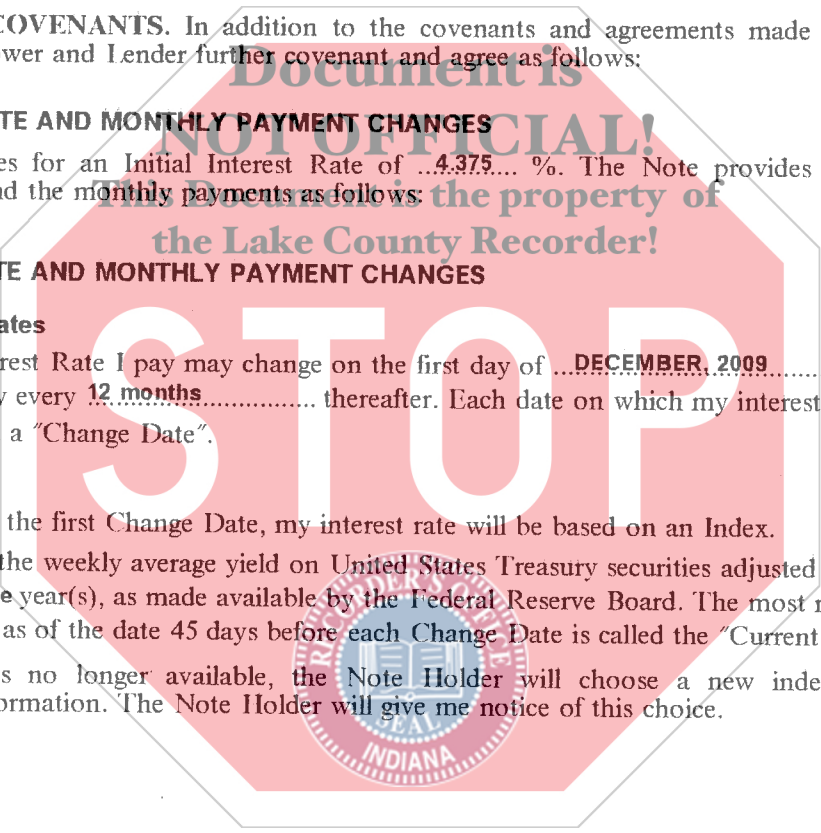 COVENANTS. In addition to the covenants and agreements made
wer and Lender further covenant and agree as follows:
Document is
TE AND MONTHLY PAYMENT CHANGES
NOT OFFICIAL!
es for an Initial Interest Rate of ...4.375.... %. The Note provides
nd the monthly payments as follows:
This Document is the property of
the Lake County Recorder!
TE AND MONTHLY PAYMENT CHANGES
ates
rest Rate I pay may change on the first day of ...DECEMBER, 2009.......
y every 12 months................. thereafter. Each date on which my interest
a "Change Date".
STOP
the first Change Date, my interest rate will be based on an Index.
the weekly average yield on United States Treasury securities adjusted
e year(s), as made available by the Federal Reserve Board. The most r
as of the date 45 days before each Change Date is called the "Current
s no longer available, the Note Holder will choose a new inde
ormation. The Note Holder will give me notice of this choice.
RECORDER'S OFFICE
SEAL
INDIANA